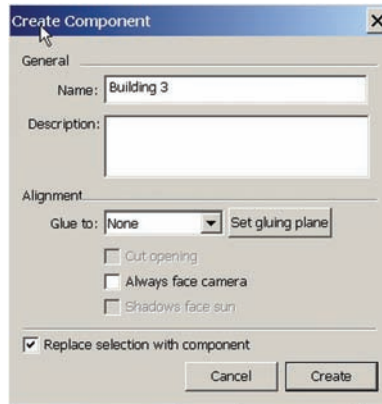 Create Component
General
Name: Building 3
Description:
Alignment
Glue to: None Set gluing plane
Cut opening
Always face camera
Shadows face sun
Replace selection with component
Cancel Create